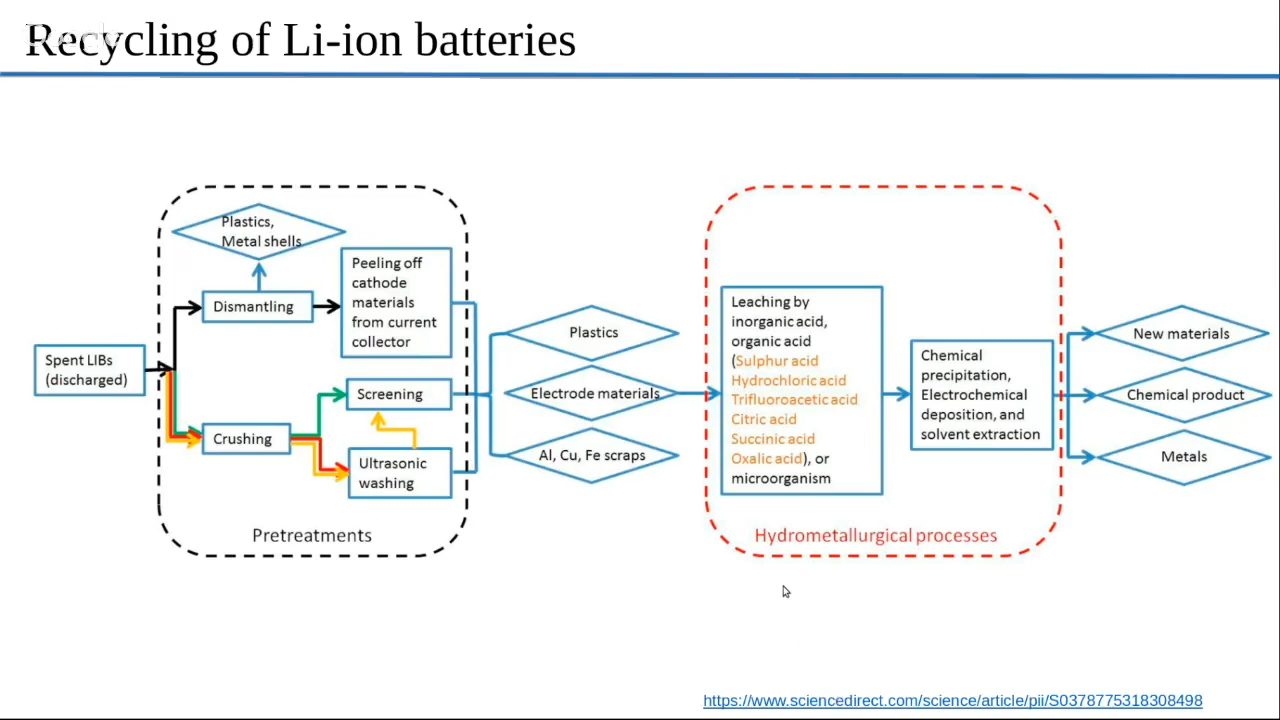 Recycling of Li-ion batteries
Plastics,
Metal shells
Dismantling
Peeling off
cathode
materials
from current
collector
Spent LIBs
(discharged)
Crushing
Screening
Ultrasonic
washing
Pretreatments
Plastics
Electrode materials
Al, Cu, Fe scraps
Leaching by
inorganic acid,
organic acid
(Sulphur acid
Hydrochloric acid
Trifluoroacetic acid
Citric acid
Succinic acid
Oxalic acid), or
microorganism
Chemical
precipitation,
Electrochemical
deposition, and
solvent extraction
Hydrometallurgical processes
New materials
Chemical product
Metals
https://www.sciencedirect.com/science/article/pii/S0378775318308498